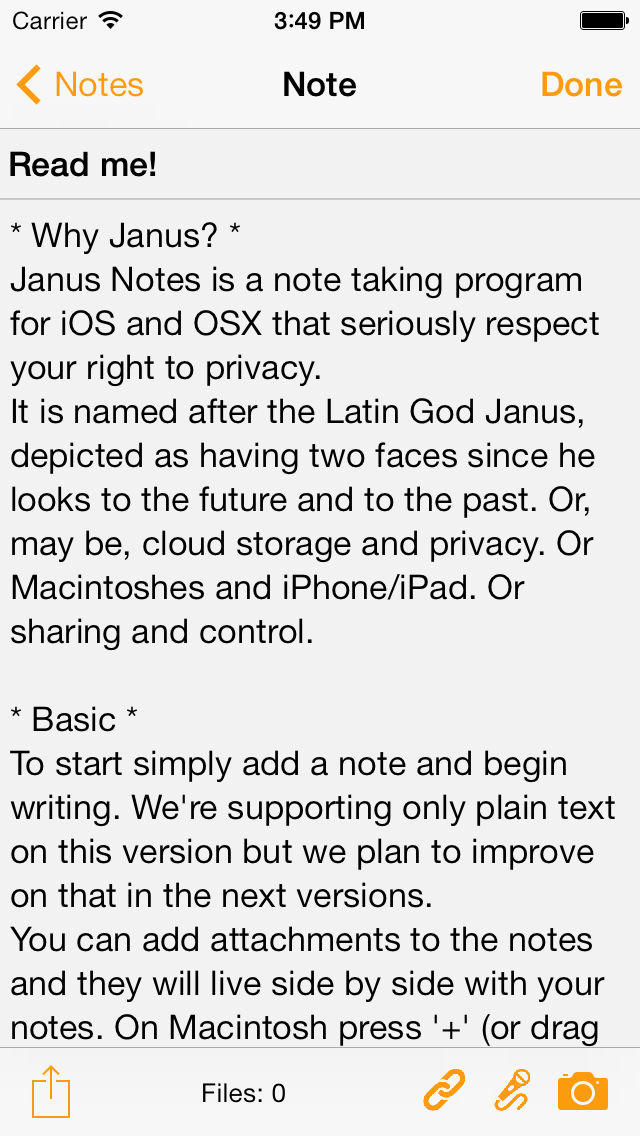 Carrier 3:49 PM
Notes Note Done
Read me!
* Why Janus? *
Janus Notes is a note taking program
for iOS and OSX that seriously respect
your right to privacy.
It is named after the Latin God Janus,
depicted as having two faces since he
looks to the future and to the past. Or,
may be, cloud storage and privacy. Or
Macintoshes and iPhone/iPad. Or
sharing and control.
* Basic *
To start simply add a note and begin
writing. We're supporting only plain text
on this version but we plan to improve
on that in the next versions.
You can add attachments to the notes
and they will live side by side with your
notes. On Macintosh press '+' (or drag
Files: 0